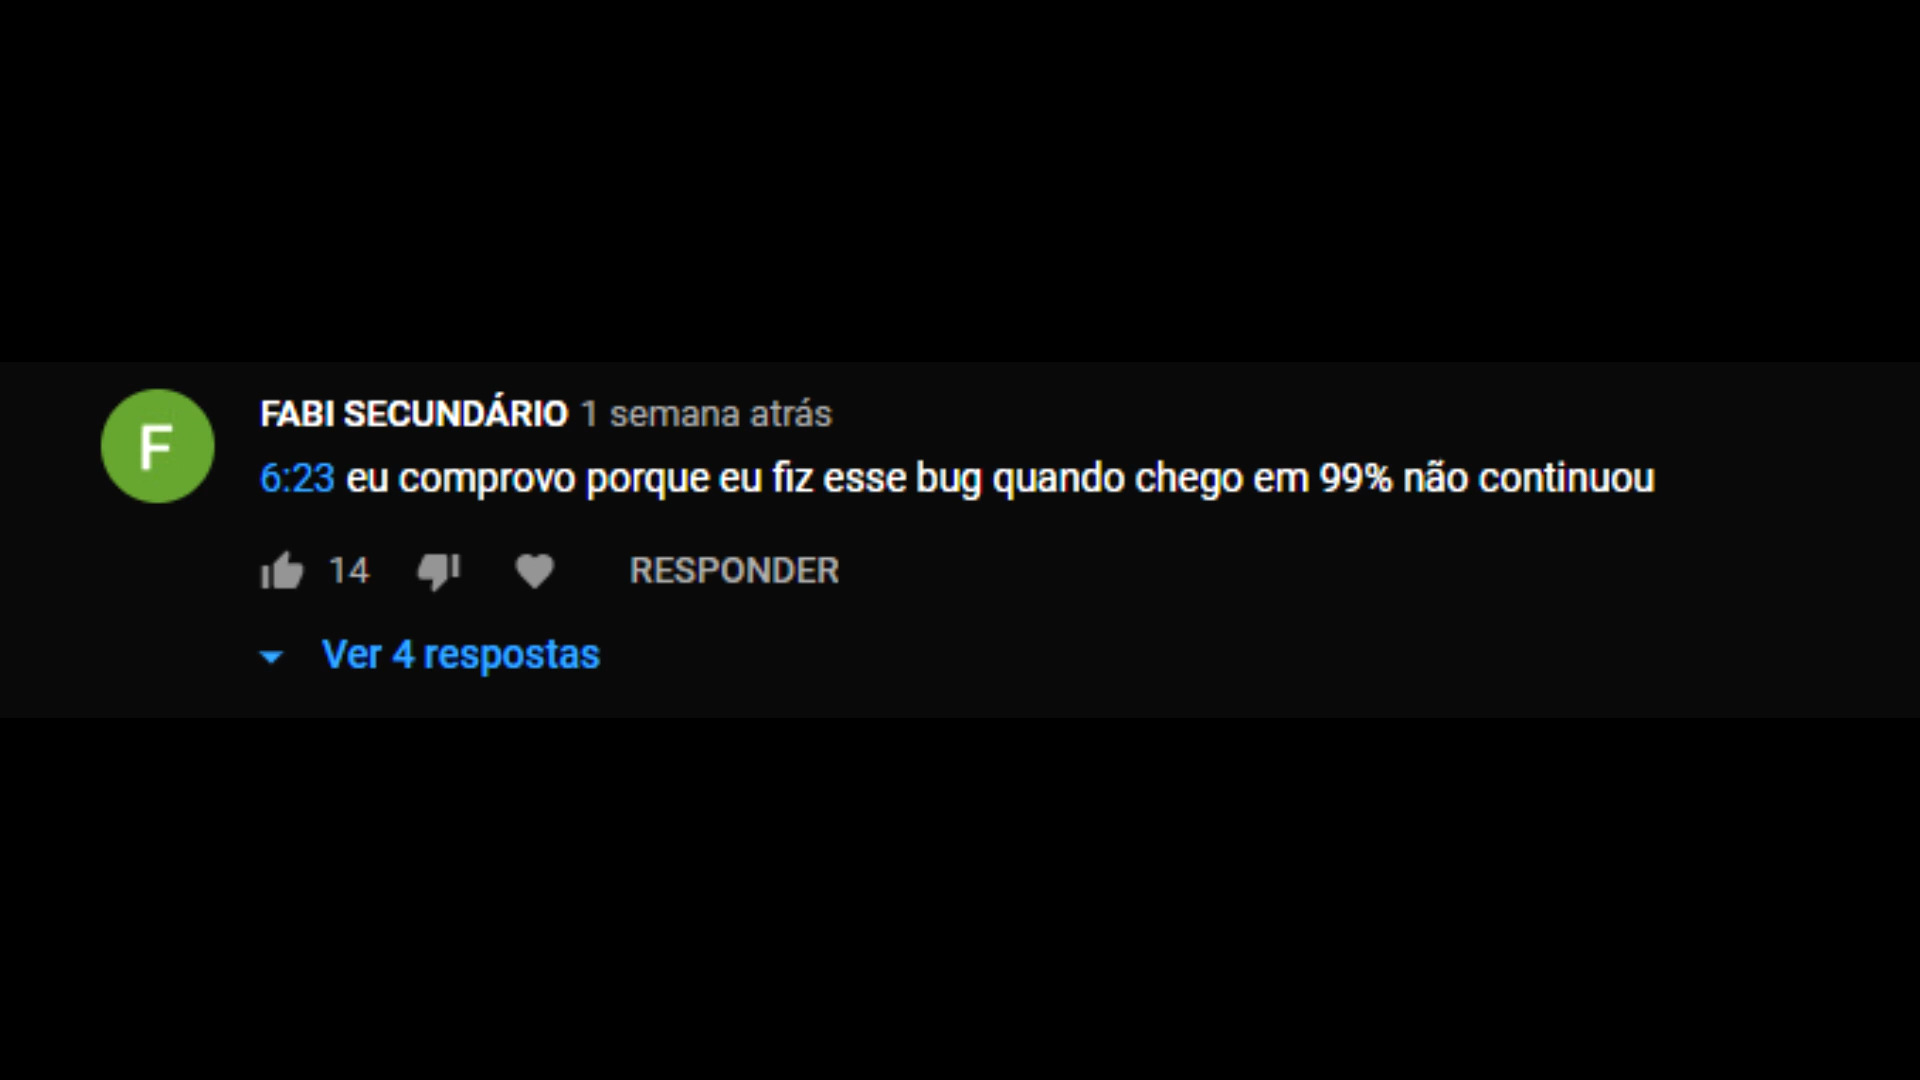 F
FABI SECUNDÁRIO 1 semana atrás
6:23 eu comprovo porque eu fiz esse bug quando chego em 99% não continuou
14 RESPONDER
Ver 4 respostas